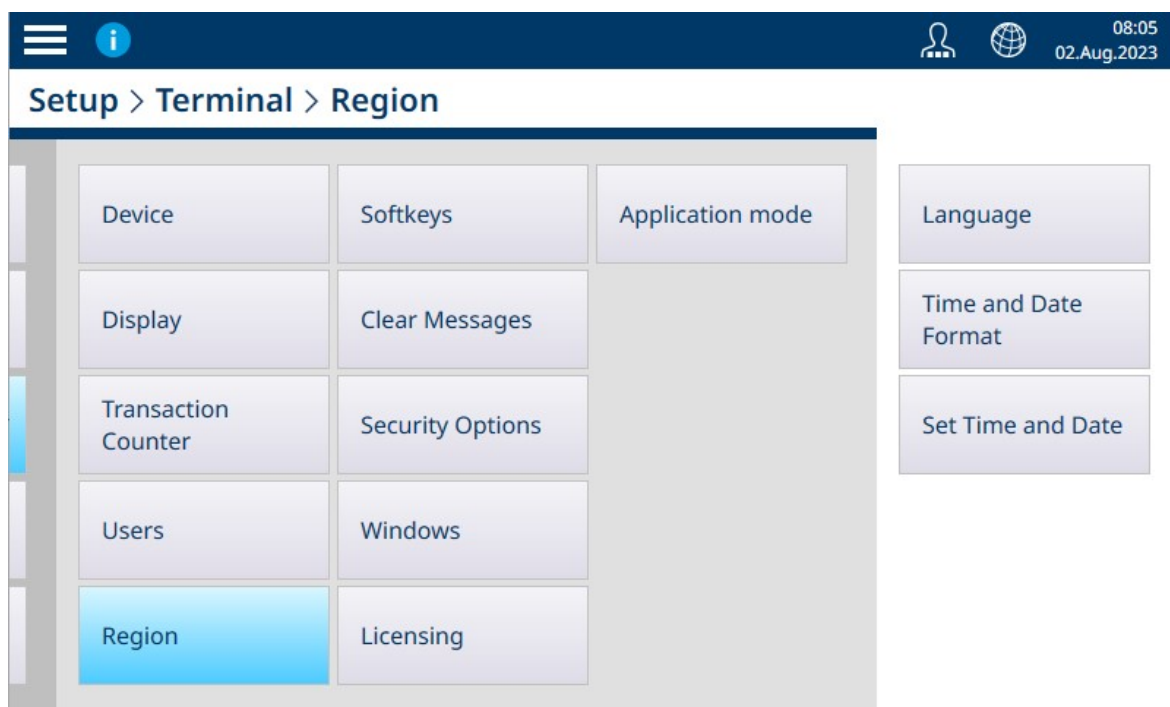 i
08:05
02.Aug.2023
Setup > Terminal > Region
Device
Softkeys
Application mode
Language
Display
Clear Messages
Time and Date
Format
Transaction
Counter
Security Options
Set Time and Date
Users
Windows
Region
Licensing